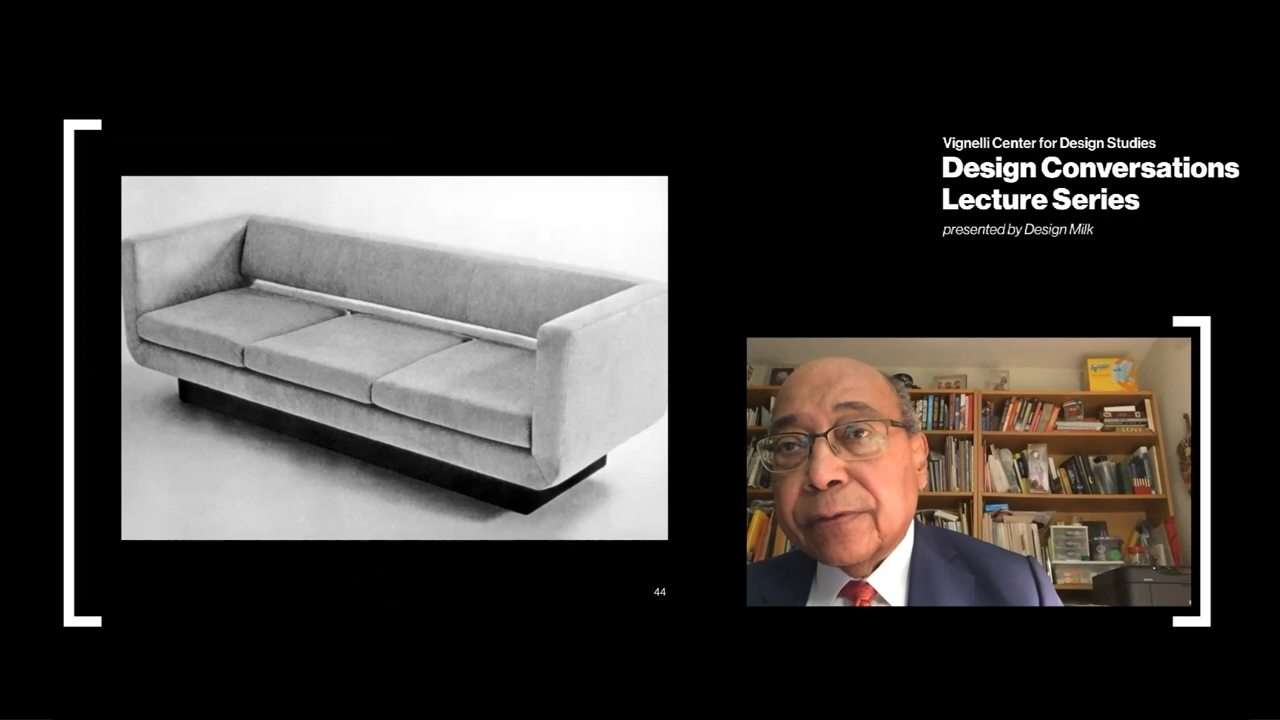 Vignelli Center for Design Studies
Design Conversations
Lecture Series
presented by Design Milk
44